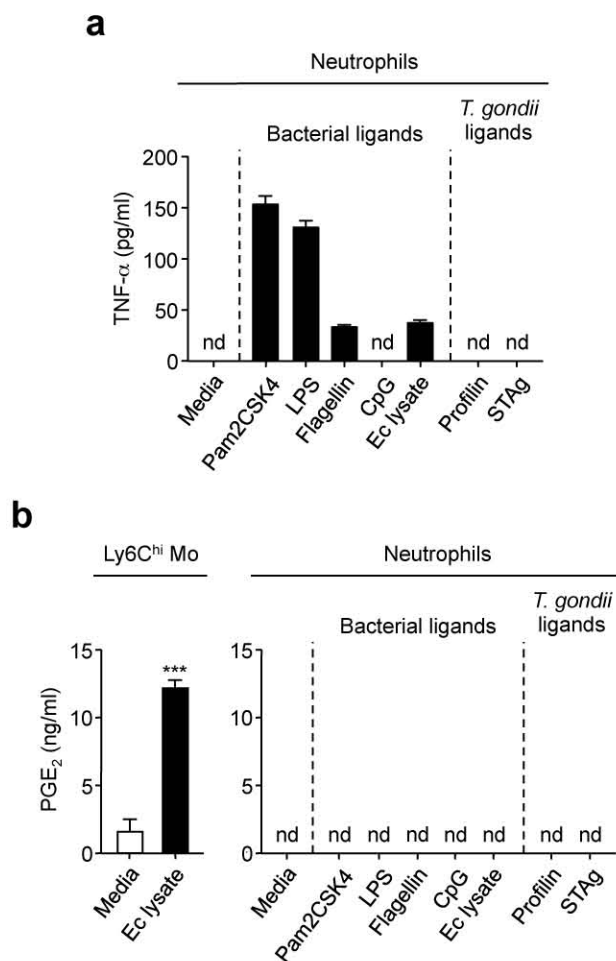 a
Neutrophils
T. gondii
ligands
Bacterial ligands
TNF-α (pg/ml)
200
150
100
50
0
nd
nd
nd
nd
Media
Pam2CSK4
LPS
Flagellin
CpG
Ec lysate
Profilin
STAg
b
Ly6Chi Mo
Neutrophils
T. gondii
ligands
Bacterial ligands
PGE2 (ng/ml)
15
10
5
0
***
Media
Ec lysate
15
10
5
0
nd
nd
nd
nd
nd
nd
nd
nd
Media
Pam2CSK4
LPS
Flagellin
CpG
Ec lysate
Profilin
STAg